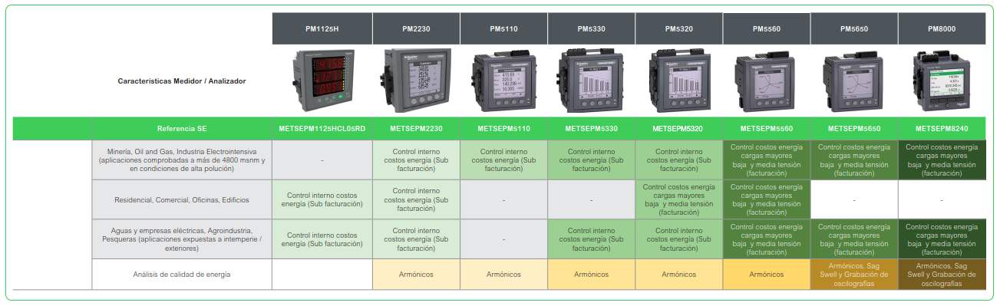 PM1125H PM2230 PM5110 PM5330 PM5320 PM5560 PM5650 PM8000
Características Medidor / Analizador
Referencia SE METSEPM1125HCL05RD METSEPM2230 METSEPM5110 METSEPM5330 METSEPM5320 METSEPM5560 METSEPM5650 METSEPM8240
Minería, Oil and Gas, Industria Electrointensiva
(aplicaciones comprobadas a más de 4800 msnm y
en condiciones de alta polución)
-
Control interno
costos energía (Sub
facturación)
Control interno
costos energía (Sub
facturación)
Control interno
costos energía (Sub
facturación)
Control interno
costos energía (Sub
facturación)
Control costos energía
cargas mayores
baja y media tensión
(facturación)
Control costos energía
cargas mayores
baja y media tensión
(facturación)
Control costos energía
cargas mayores
baja y media tensión
(facturación)
Residencial, Comercial, Oficinas, Edificios
Control interno costos
energía (Sub facturación)
Control interno
costos energía (Sub
facturación)
-
-
Control costos energía
cargas mayores
baja y media tensión
(facturación)
Control costos energía
cargas mayores
baja y media tensión
(facturación)
-
-
Aguas y empresas eléctricas, Agroindustria,
Pesqueras (aplicaciones expuestas a intemperie /
exteriores)
Control interno costos
energía (Sub facturación)
Control interno
costos energía (Sub
facturación)
-
Control interno
costos energía (Sub
facturación)
Control interno
costos energía (Sub
facturación)
Control costos energía
cargas mayores
baja y media tensión
(facturación)
Control costos energía
cargas mayores
baja y media tensión
(facturación)
Control costos energía
cargas mayores
baja y media tensión
(facturación)
Análisis de calidad de energía
Armónicos
Armónicos
Armónicos
Armónicos
Armónicos
Armónicos, Sag
Swell y Grabación de
oscilografías
Armónicos, Sag
Swell y Grabación de
oscilografías